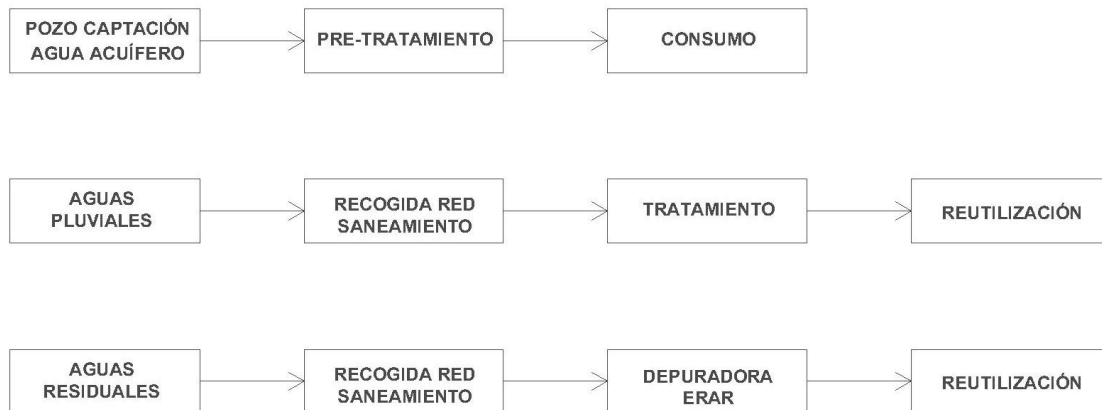 POZO CAPTACIÓN
AGUA ACUÍFERO
PRE-TRATAMIENTO
CONSUMO
AGUAS
PLUVIALES
RECOGIDA RED
SANEAMIENTO
TRATAMIENTO
REUTILIZACIÓN
AGUAS
RESIDUALES
RECOGIDA RED
SANEAMIENTO
DEPURADORA
ERAR
REUTILIZACIÓN